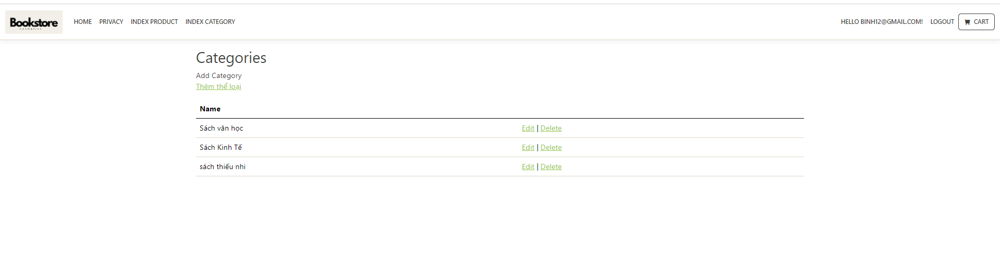 Bookstore
cosmetics
HOME PRIVACY INDEX PRODUCT INDEX CATEGORY HELLO BINH12@GMAIL.COM! LOGOUT CART
Categories
Add Category
Thêm thể loại
Name
Sách văn học Edit | Delete
Sách Kinh Tế Edit | Delete
sách thiếu nhi Edit | Delete